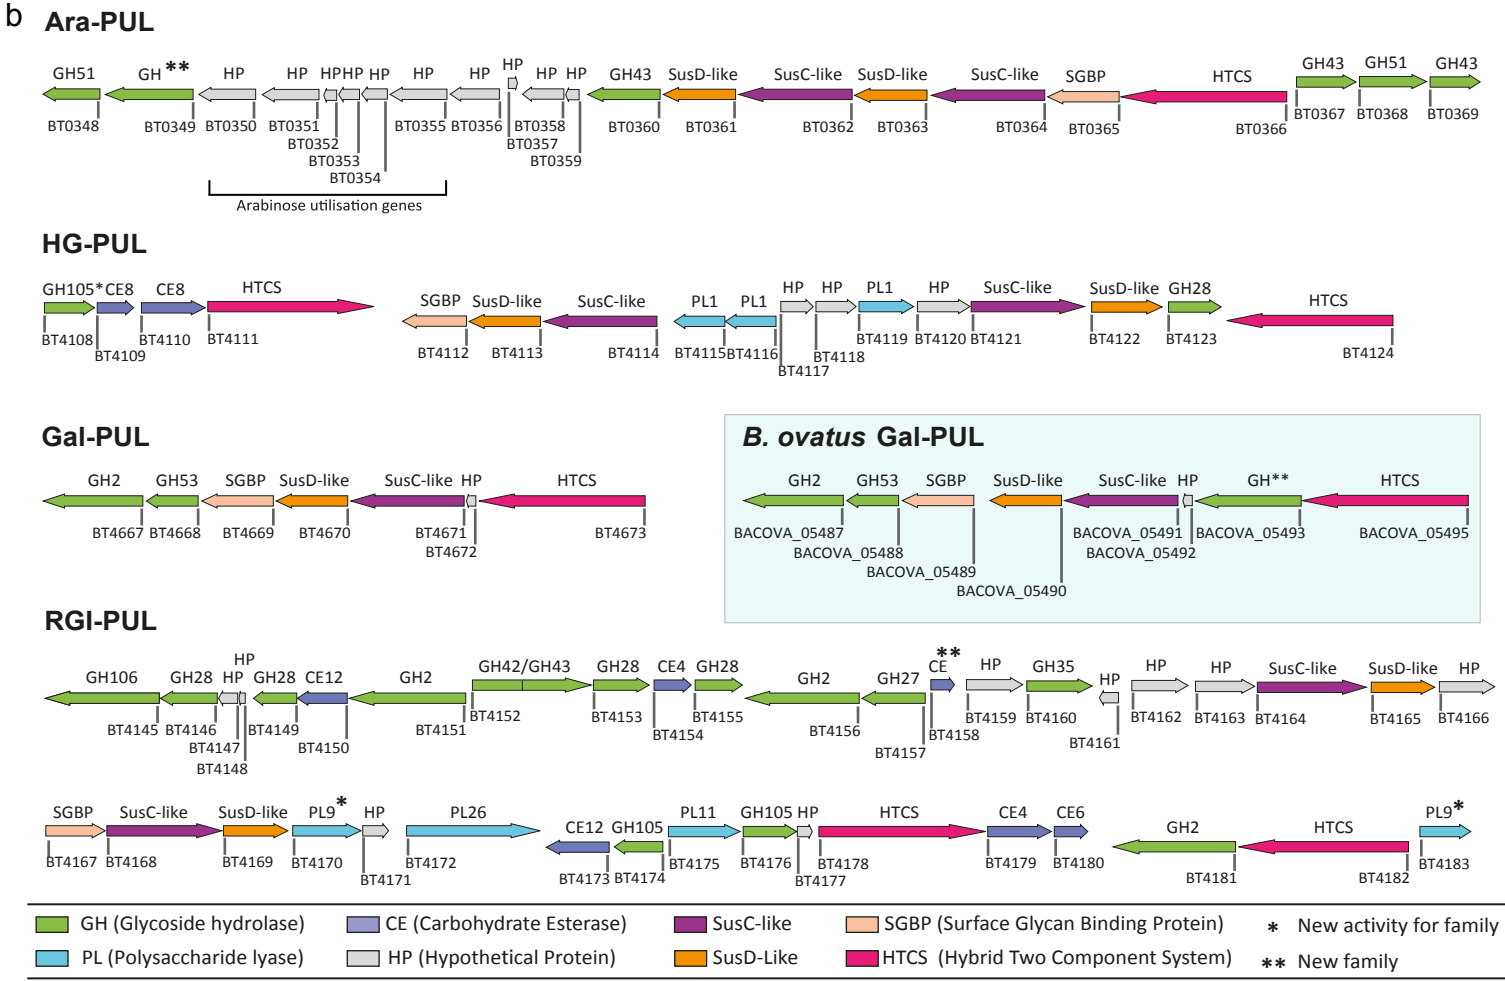 b Ara-PUL
GH51 GH ** HP HP HP HP HP HP HP HP HP HP GH43 SusD-like SusC-like SusD-like SusC-like SGBP HTCS GH43 GH51 GH43
BT0348 BT0349 BT0350 BT0351 BT0352 BT0353 BT0354 BT0355 BT0356 BT0357 BT0358 BT0359 BT0360 BT0361 BT0362 BT0363 BT0364 BT0365 BT0366 BT0367 BT0368 BT0369
Arabinose utilisation genes
HG-PUL
GH105* CE8 CE8 HTCS SGBP SusD-like SusC-like PL1 PL1 HP HP PL1 HP SusC-like SusD-like GH28 HTCS
BT4108 BT4109 BT4110 BT4111 BT4112 BT4113 BT4114 BT4115 BT4116 BT4117 BT4118 BT4119 BT4120 BT4121 BT4122 BT4123 BT4124
Gal-PUL
GH2 GH53 SGBP SusD-like SusC-like HP HTCS
BT4667 BT4668 BT4669 BT4670 BT4671 BT4672 BT4673
B. ovatus Gal-PUL
GH2 GH53 SGBP SusD-like SusC-like HP GH** HTCS
BACOVA_05487 BACOVA_05488 BACOVA_05489 BACOVA_05490 BACOVA_05491 BACOVA_05492 BACOVA_05493 BACOVA_05495
RGI-PUL
GH106 GH28 HP HP GH28 CE12 GH2 GH42/GH43 GH28 CE4 GH28 GH2 GH27 CE ** HP GH35 HP HP HP SusC-like SusD-like HP
BT4145 BT4146 BT4147 BT4148 BT4149 BT4150 BT4151 BT4152 BT4153 BT4154 BT4155 BT4156 BT4157 BT4158 BT4159 BT4160 BT4161 BT4162 BT4163 BT4164 BT4165 BT4166
SGBP SusC-like SusD-like PL9* HP PL26 CE12 GH105 PL11 GH105 HP HTCS CE4 CE6 GH2 HTCS PL9*
BT4167 BT4168 BT4169 BT4170 BT4171 BT4172 BT4173 BT4174 BT4175 BT4176 BT4177 BT4178 BT4179 BT4180 BT4181 BT4182 BT4183
GH (Glycoside hydrolase) CE (Carbohydrate Esterase) SusC-like SGBP (Surface Glycan Binding Protein) * New activity for family
PL (Polysaccharide lyase) HP (Hypothetical Protein) SusD-Like HTCS (Hybrid Two Component System) ** New family